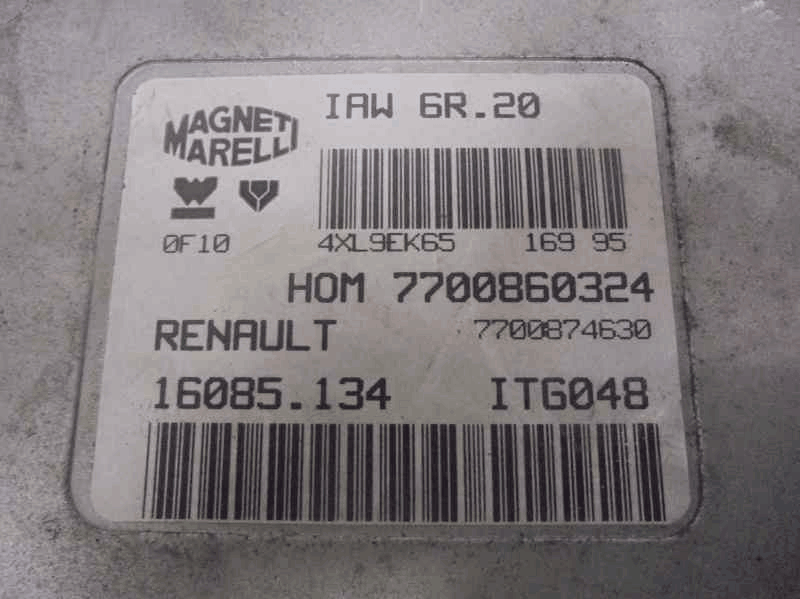 MAGNETI MARELLI
IAW 6R.20
0F10
4XL9EK65 169 95
HOM 7700860324
RENAULT 7700874630
16085.134 ITG048